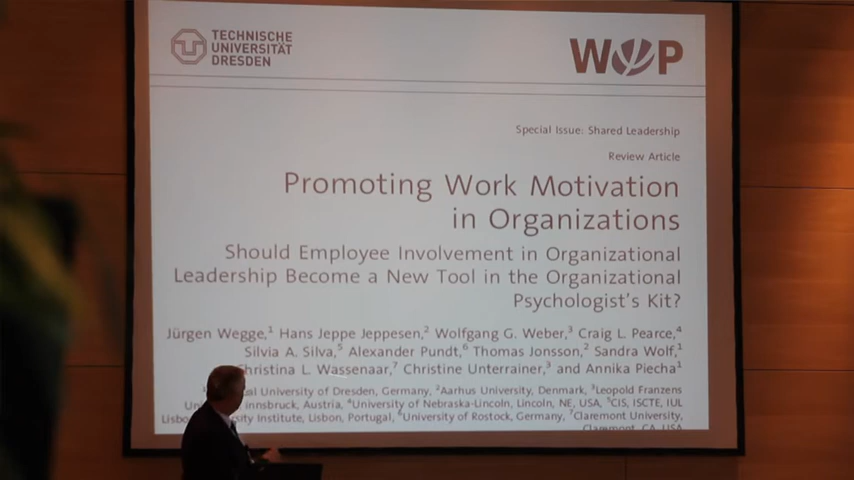 TECHNISCHE
UNIVERSITÄT
DRESDEN
WOP
Special Issue: Shared Leadership
Review Article
Promoting Work Motivation
in Organizations
Should Employee Involvement in Organizational
Leadership Become a New Tool in the Organizational
Psychologist's Kit?
Jürgen Wegge,¹ Hans Jeppe Jeppesen,² Wolfgang G. Weber,³ Craig L. Pearce,⁴
Silvia A. Silva,⁵ Alexander Pundt,⁶ Thomas Jonsson,² Sandra Wolf,¹
Christina L. Wassenaar,⁷ Christine Unterrainer,³ and Annika Piecha¹
University of Dresden, Germany, ²Aarhus University, Denmark, ³Leopold Franzens
Innsbruck, Austria, ⁴University of Nebraska-Lincoln, Lincoln, NE, USA, ⁵CIS, ISCTE, IUL
Institute, Lisbon, Portugal, ⁶University of Rostock, Germany, ⁷Claremont University,
Claremont, CA, USA